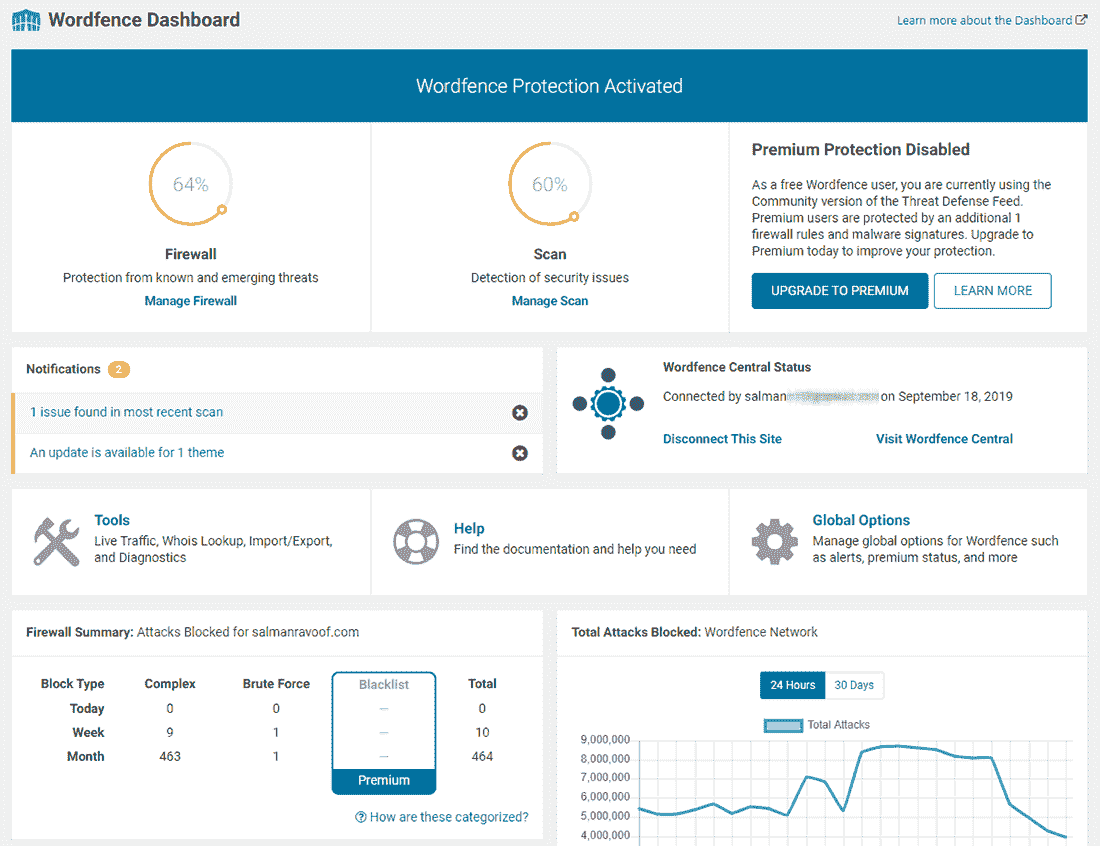 Wordfence Dashboard
Learn more about the Dashboard
Wordfence Protection Activated
64%
Firewall
Protection from known and emerging threats
Manage Firewall
60%
Scan
Detection of security issues
Manage Scan
Premium Protection Disabled
As a free Wordfence user, you are currently using the
Community version of the Threat Defense Feed.
Premium users are protected by an additional 1
firewall rules and malware signatures. Upgrade to
Premium today to improve your protection.
UPGRADE TO PREMIUM
LEARN MORE
Notifications 2
1 issue found in most recent scan
An update is available for 1 theme
Wordfence Central Status
Connected by salman on September 18, 2019
Disconnect This Site
Visit Wordfence Central
Tools
Live Traffic, Whois Lookup, Import/Export,
and Diagnostics
Help
Find the documentation and help you need
Global Options
Manage global options for Wordfence such
as alerts, premium status, and more
Firewall Summary: Attacks Blocked for salmanravoof.com
Block Type Complex Brute Force Blacklist Total
Today 0 0 – 0
Week 9 1 – 10
Month 463 1 – 464
Premium
How are these categorized?
Total Attacks Blocked: Wordfence Network
24 Hours 30 Days
Total Attacks
9,000,000
8,000,000
7,000,000
6,000,000
5,000,000
4,000,000